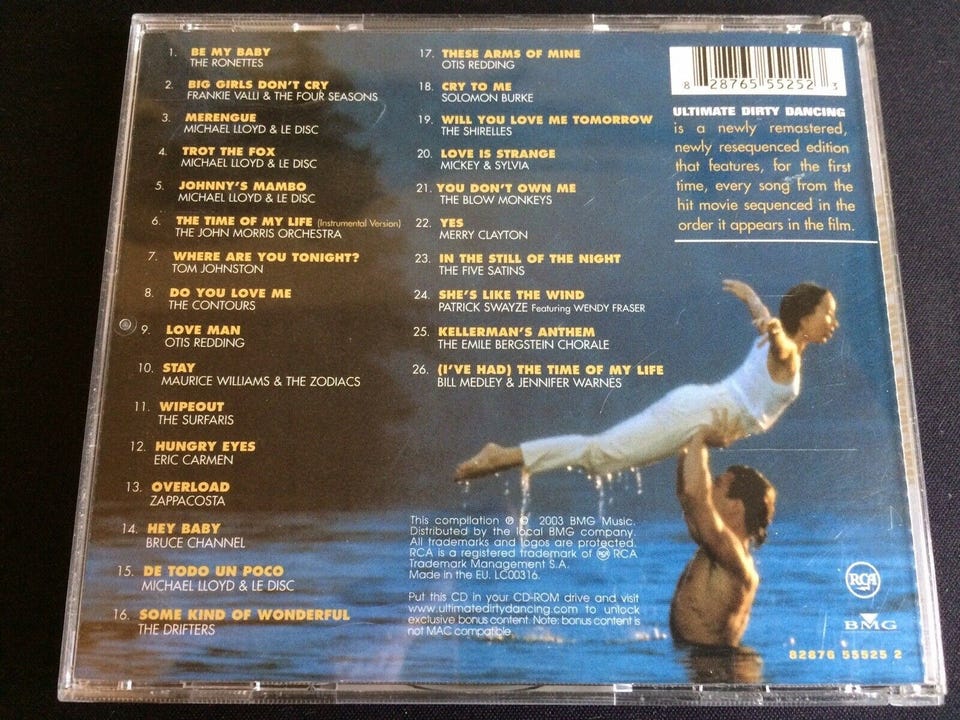 1. BE MY BABY
THE RONETTES
2. BIG GIRLS DON'T CRY
FRANKIE VALLI & THE FOUR SEASONS
3. MERENGUE
MICHAEL LLOYD & LE DISC
4. TROT THE FOX
MICHAEL LLOYD & LE DISC
5. JOHNNY'S MAMBO
MICHAEL LLOYD & LE DISC
6. THE TIME OF MY LIFE (Instrumental Version)
THE JOHN MORRIS ORCHESTRA
7. WHERE ARE YOU TONIGHT?
TOM JOHNSTON
8. DO YOU LOVE ME
THE CONTOURS
9. LOVE MAN
OTIS REDDING
10. STAY
MAURICE WILLIAMS & THE ZODIACS
11. WIPEOUT
THE SURFARIS
12. HUNGRY EYES
ERIC CARMEN
13. OVERLOAD
ZAPPACOSTA
14. HEY BABY
BRUCE CHANNEL
15. DE TODO UN POCO
MICHAEL LLOYD & LE DISC
16. SOME KIND OF WONDERFUL
THE DRIFTERS
17. THESE ARMS OF MINE
OTIS REDDING
18. CRY TO ME
SOLOMON BURKE
19. WILL YOU LOVE ME TOMORROW
THE SHIRELLES
20. LOVE IS STRANGE
MICKEY & SYLVIA
21. YOU DON'T OWN ME
THE BLOW MONKEYS
22. YES
MERRY CLAYTON
23. IN THE STILL OF THE NIGHT
THE FIVE SATINS
24. SHE'S LIKE THE WIND
PATRICK SWAYZE Featuring WENDY FRASER
25. KELLERMAN'S ANTHEM
THE EMILE BERGSTEIN CHORALE
26. (I'VE HAD) THE TIME OF MY LIFE
BILL MEDLEY & JENNIFER WARNES
8 28765 55252 3
ULTIMATE DIRTY DANCING
is a newly remastered,
newly resequenced edition
that features, for the first
time, every song from the
hit movie sequenced in the
order it appears in the film.
This compilation ℗ © 2003 BMG Music.
Distributed by the local BMG company.
All trademarks and logos are protected.
RCA is a registered trademark of RCA RCA
Trademark Management S.A.
Made in the EU. LC00316.
Put this CD in your CD-ROM drive and visit
www.ultimatedirtydancing.com to unlock
exclusive bonus content. Note: bonus content is
not MAC compatible.
RCA
BMG
82876 55525 2